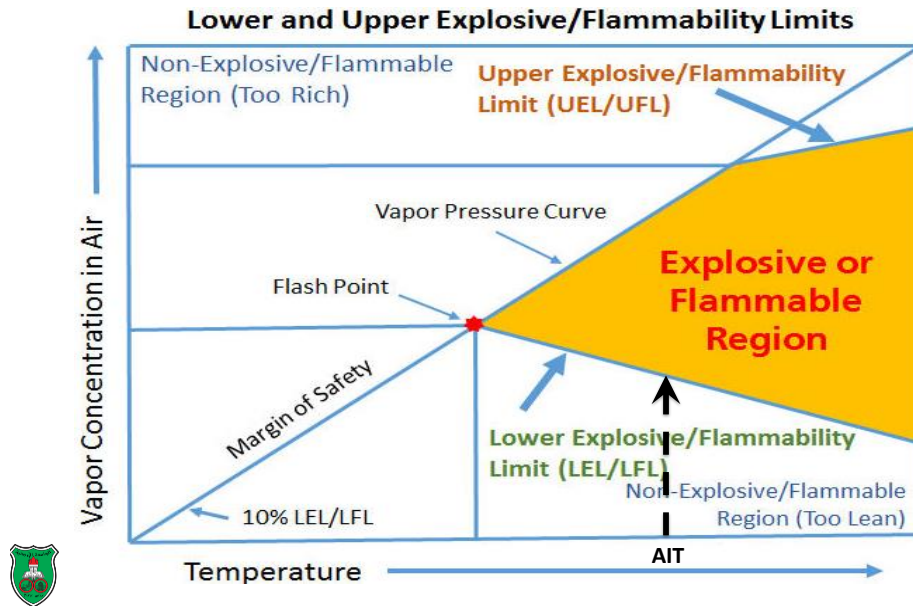 Lower and Upper Explosive/Flammability Limits
Non-Explosive/Flammable
Region (Too Rich)
Upper Explosive/Flammability
Limit (UEL/UFL)
Vapor Concentration in Air
Vapor Pressure Curve
Flash Point
Explosive or
Flammable
Region
Margin of Safety
Lower Explosive/Flammability
Limit (LEL/LFL)
Non-Explosive/Flammable
Region (Too Lean)
10% LEL/LFL
AIT
Temperature